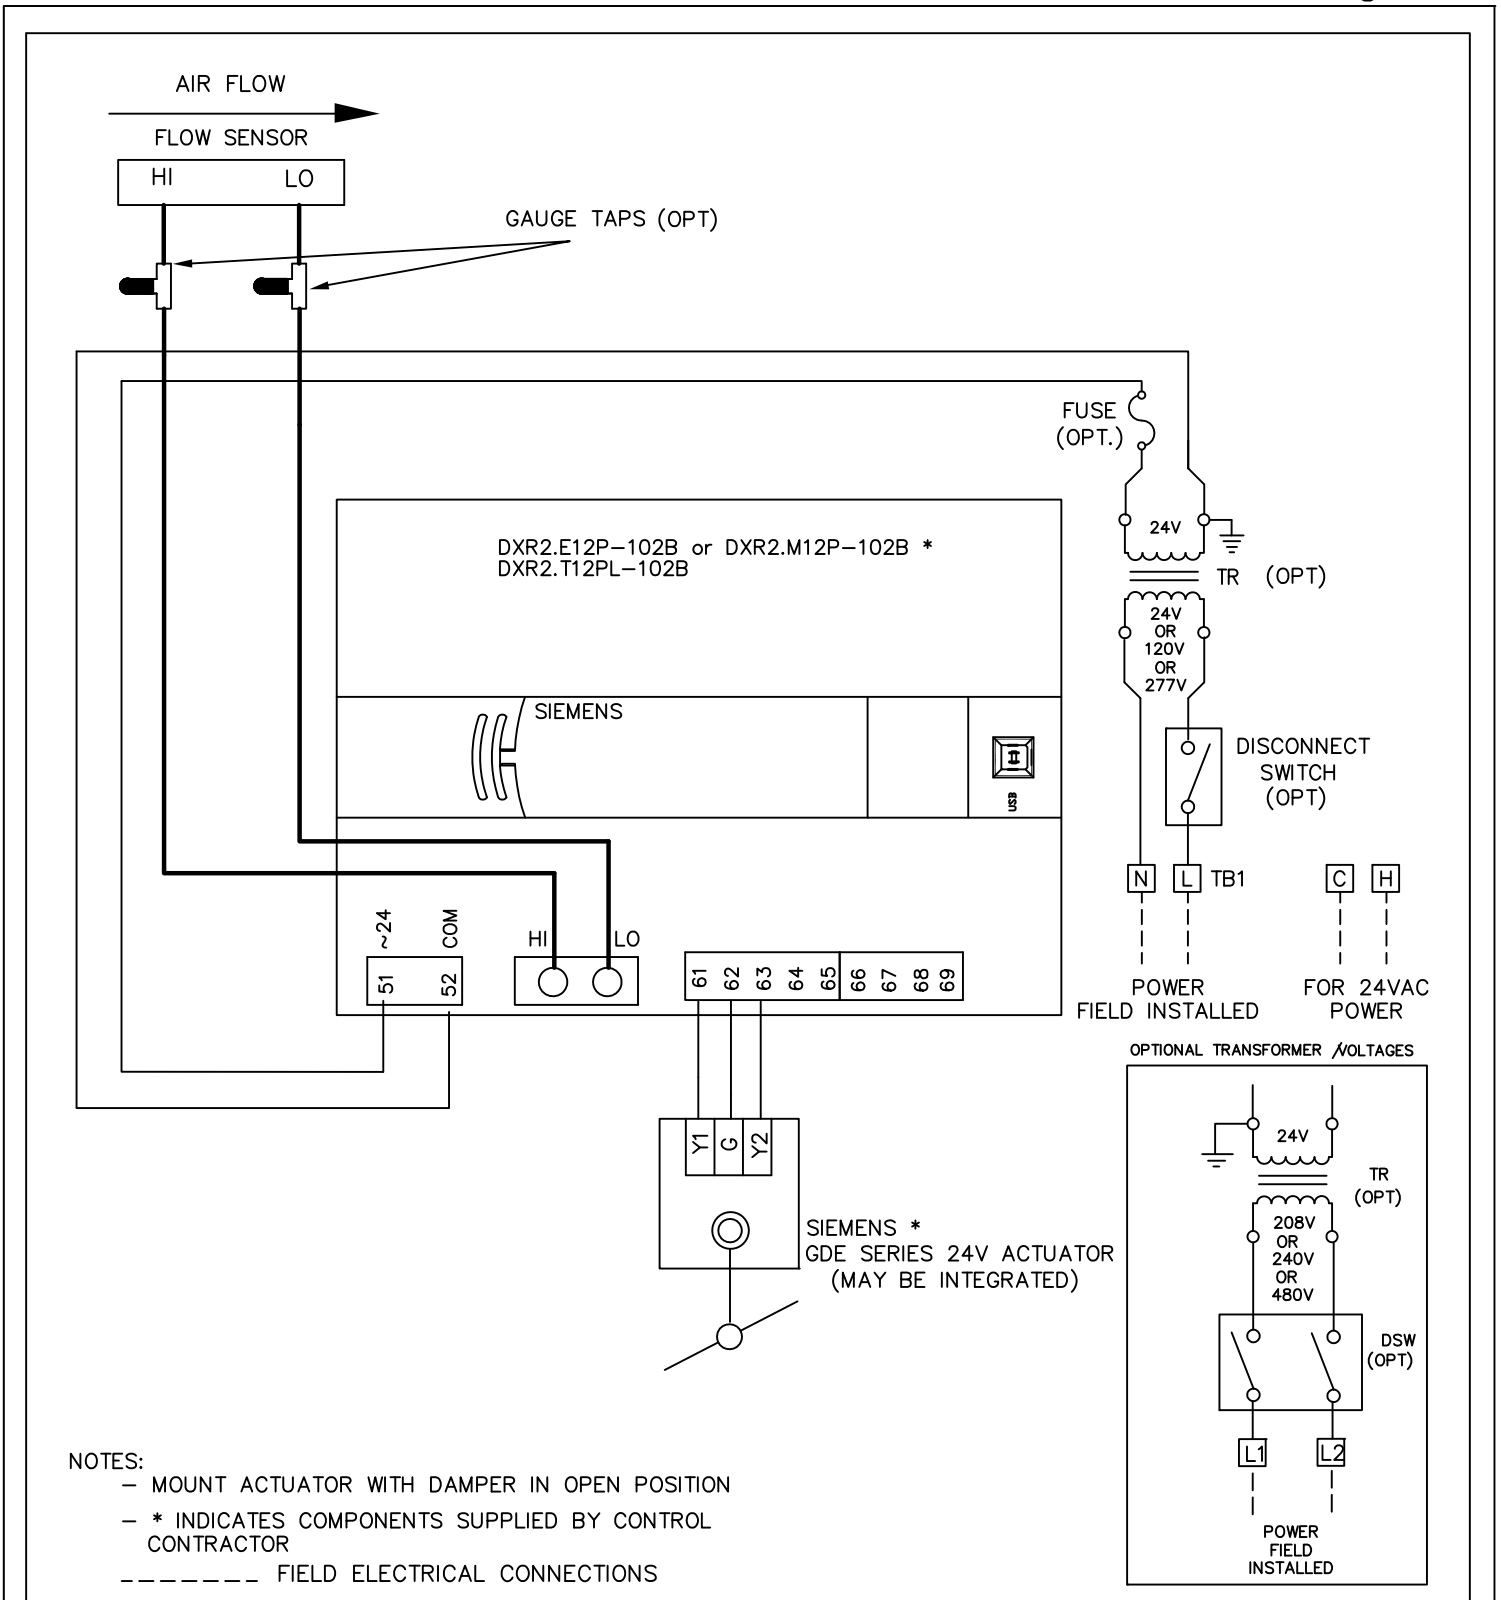 AIR FLOW
FLOW SENSOR
HI LO
GAUGE TAPS (OPT)
FUSE
(OPT.)
24V
DXR2.E12P-102B or DXR2.M12P-102B *
DXR2.T12PL-102B
TR (OPT)
24V
OR
120V
OR
277V
SIEMENS
USB
DISCONNECT
SWITCH
(OPT)
N L TB1
C H
~24 COM
HI LO
51 52
61 62 63 64 65 66 67 68 69
POWER
FIELD INSTALLED
FOR 24VAC
POWER
OPTIONAL TRANSFORMER /VOLTAGES
24V
TR
(OPT)
208V
OR
240V
OR
480V
DSW
(OPT)
L1 L2
POWER
FIELD
INSTALLED
Y1 G Y2
SIEMENS *
GDE SERIES 24V ACTUATOR
(MAY BE INTEGRATED)
NOTES:
- MOUNT ACTUATOR WITH DAMPER IN OPEN POSITION
- * INDICATES COMPONENTS SUPPLIED BY CONTROL
CONTRACTOR
_______ FIELD ELECTRICAL CONNECTIONS